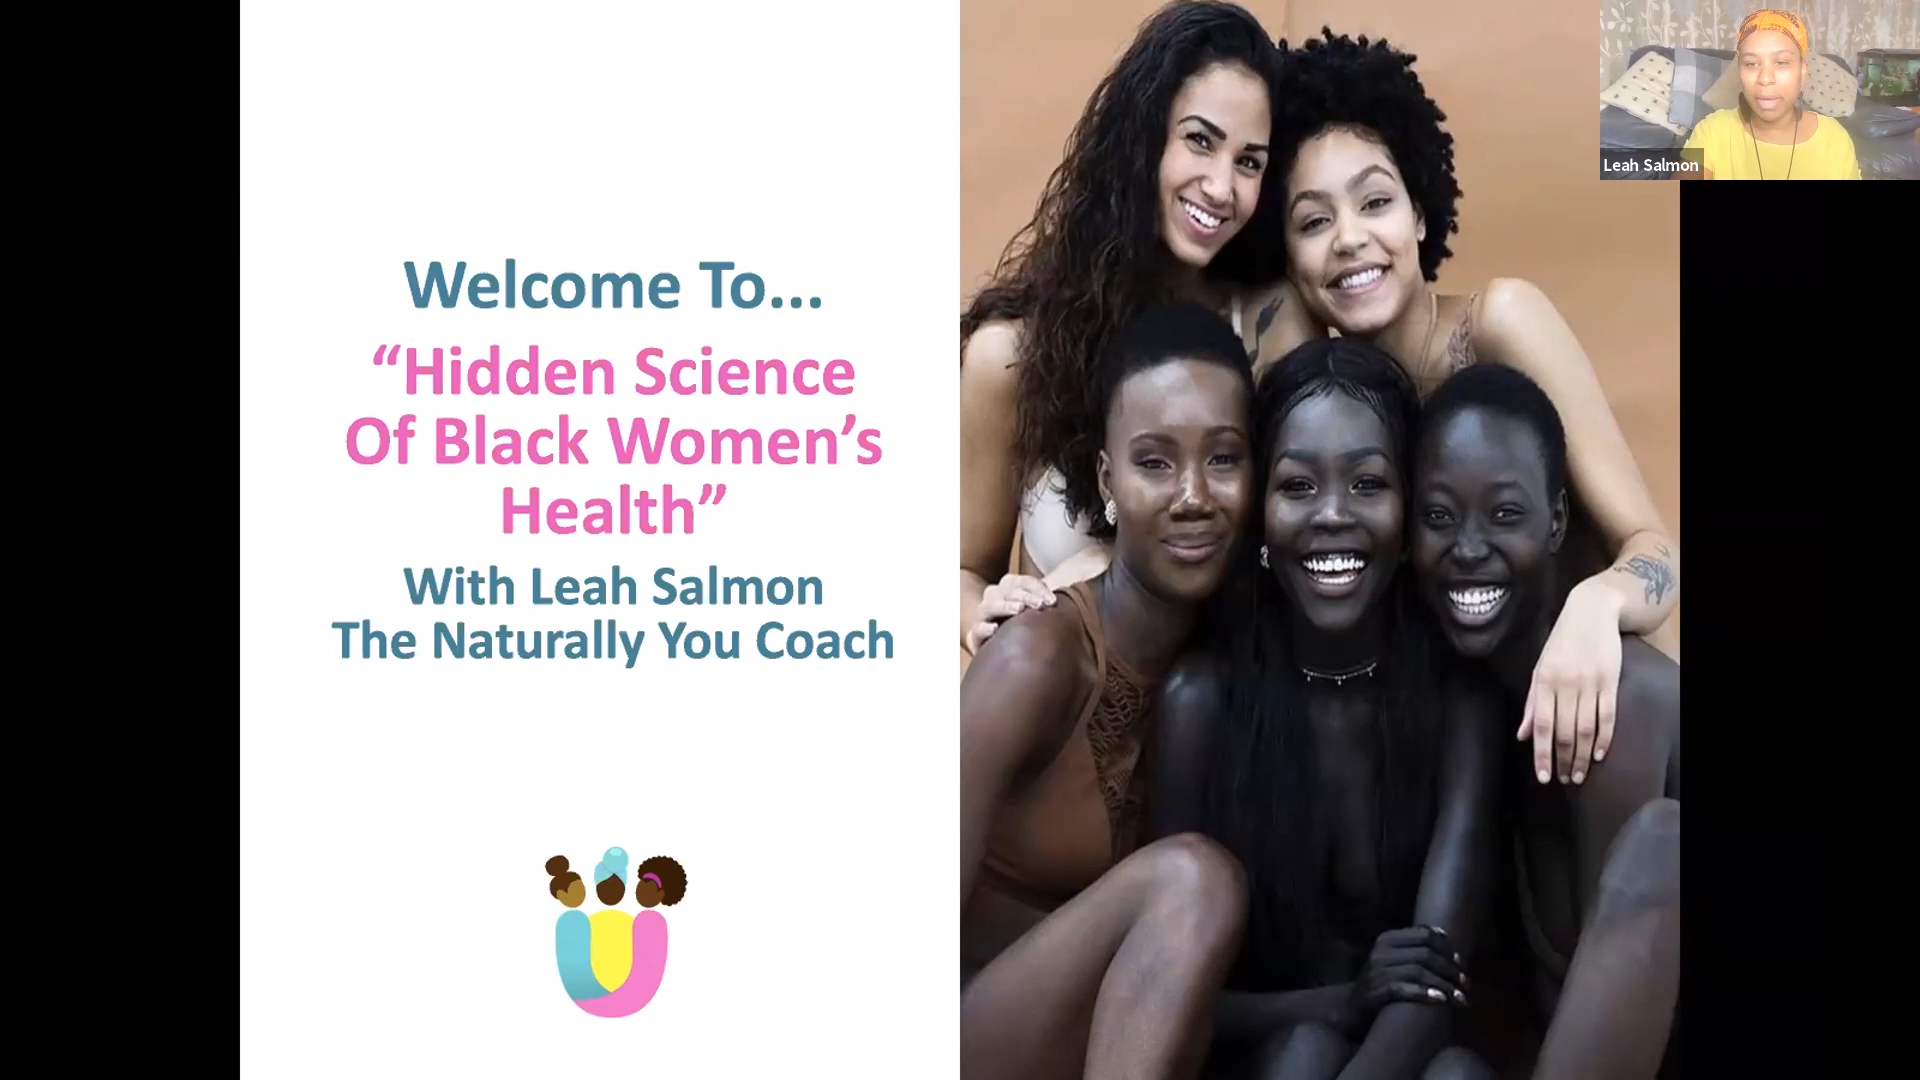 Welcome To...
“Hidden Science
Of Black Women’s
Health”
With Leah Salmon
The Naturally You Coach
Leah Salmon